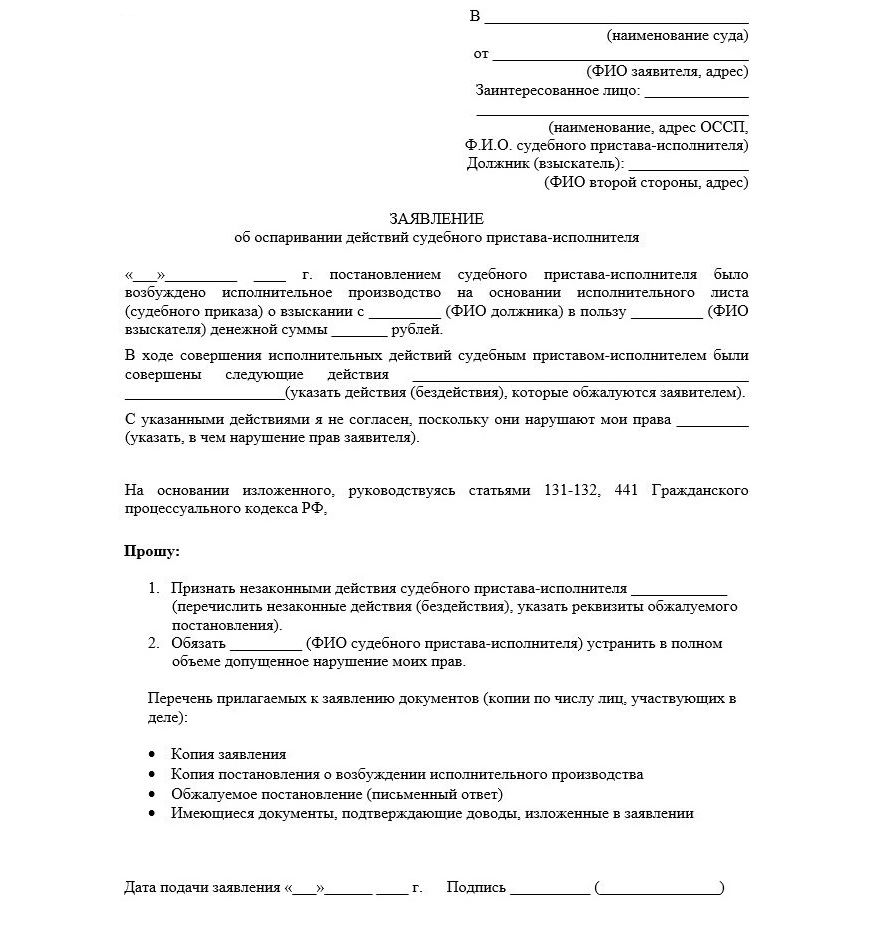 В ___________________________
(наименование суда)
от _________________________________
(ФИО заявителя, адрес)
Заинтересованное лицо: _____________
___________________________________
(наименование, адрес ОССП,
Ф.И.О. судебного пристава-исполнителя)
Должник (взыскатель): _______________
(ФИО второй стороны, адрес)
ЗАЯВЛЕНИЕ
об оспаривании действий судебного пристава-исполнителя
«___»_________ ____ г. постановлением судебного пристава-исполнителя было
возбуждено исполнительное производство на основании исполнительного листа
(судебного приказа) о взыскании с _________ (ФИО должника) в пользу _________ (ФИО
взыскателя) денежной суммы _______ рублей.
В ходе совершения исполнительных действий судебным приставом-исполнителем были
совершены следующие действия __________________________________________
____________________(указать действия (бездействия), которые обжалуются заявителем).
С указанными действиями я не согласен, поскольку они нарушают мои права _________
(указать, в чем нарушение прав заявителя).
На основании изложенного, руководствуясь статьями 131-132, 441 Гражданского
процессуального кодекса РФ,
Прошу:
1. Признать незаконными действия судебного пристава-исполнителя ____________
(перечислить незаконные действия (бездействия), указать реквизиты обжалуемого
постановления).
2. Обязать _________ (ФИО судебного пристава-исполнителя) устранить в полном
объеме допущенное нарушение моих прав.
Перечень прилагаемых к заявлению документов (копии по числу лиц, участвующих в
деле):
• Копия заявления
• Копия постановления о возбуждении исполнительного производства
• Обжалуемое постановление (письменный ответ)
• Имеющиеся документы, подтверждающие доводы, изложенные в заявлении
Дата подачи заявления «___»______ ____ г. Подпись __________ (_______________)